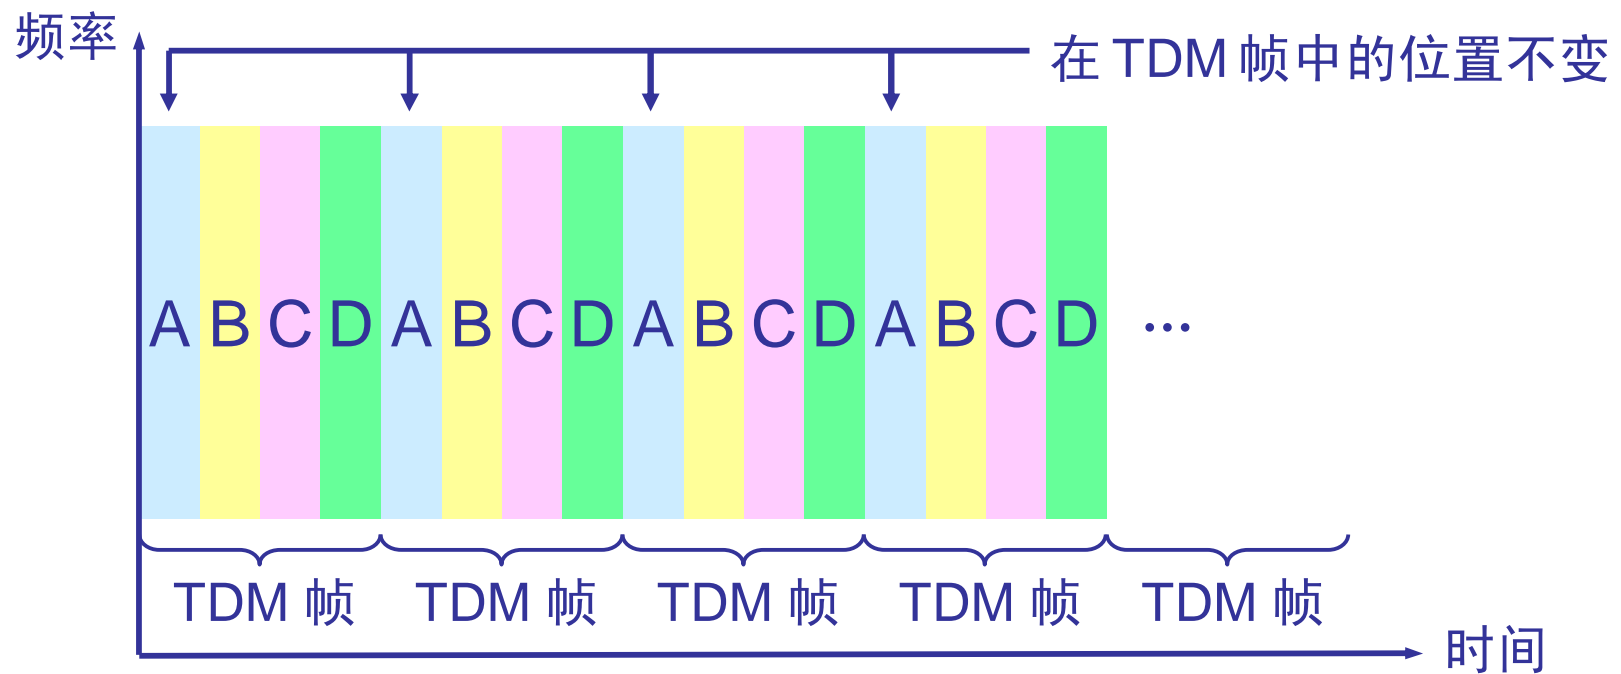 频率
在 TDM 帧中的位置不变
A B C D A B C D A B C D A B C D ...
TDM 帧 TDM 帧 TDM 帧 TDM 帧 TDM 帧
时间